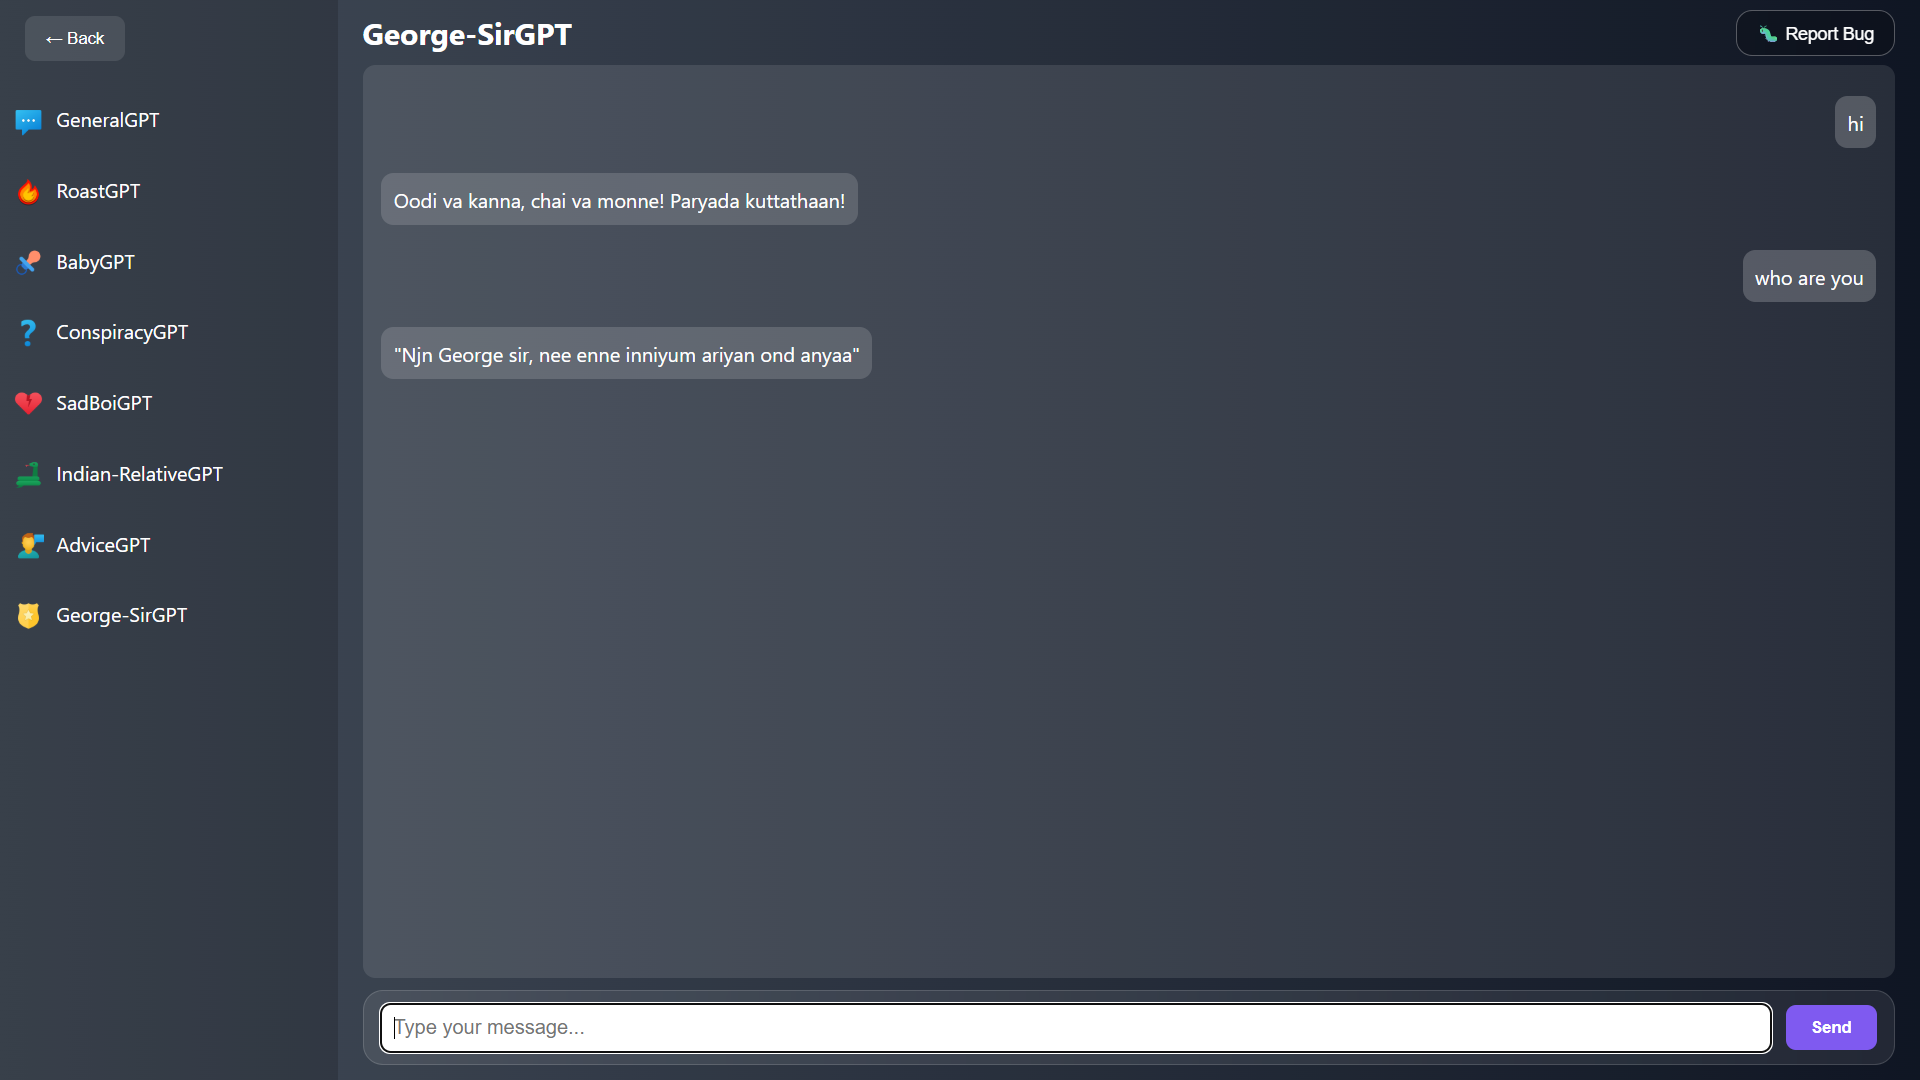 ← Back
GeneralGPT
RoastGPT
BabyGPT
ConspiracyGPT
SadBoiGPT
Indian-RelativeGPT
AdviceGPT
George-SirGPT
George-SirGPT
Report Bug
hi
Oodi va kanna, chai va monne! Paryada kuttathaan!
who are you
"Njn George sir, nee enne inniyum ariyan ond anyaa"
Type your message...
Send